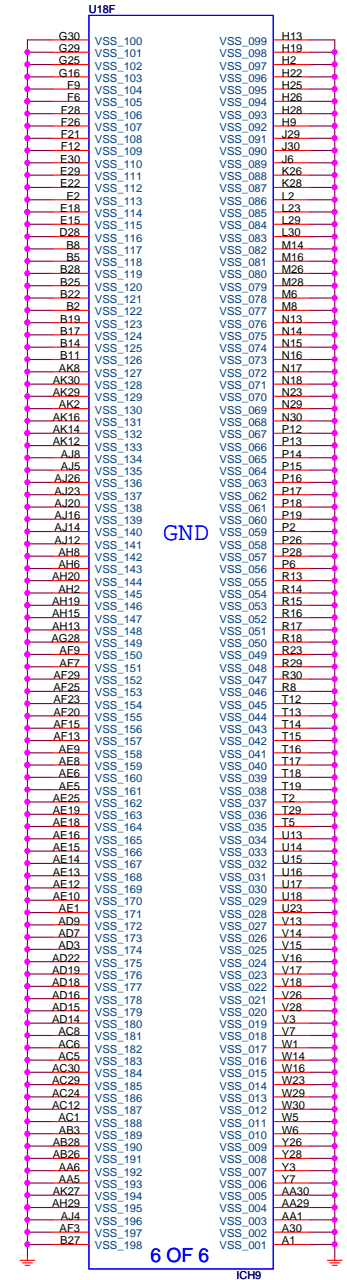 U18F
G30 VSS_100 VSS_099 H13
G29 VSS_101 VSS_098 H19
G25 VSS_102 VSS_097 H2
G16 VSS_103 VSS_096 H22
F9 VSS_104 VSS_095 H25
F6 VSS_105 VSS_094 H26
F28 VSS_106 VSS_093 H28
F26 VSS_107 VSS_092 H9
F21 VSS_108 VSS_091 J29
F12 VSS_109 VSS_090 J30
E30 VSS_110 VSS_089 J6
E29 VSS_111 VSS_088 K26
E22 VSS_112 VSS_087 K28
E2 VSS_113 VSS_086 L2
E18 VSS_114 VSS_085 L23
E15 VSS_115 VSS_084 L29
D28 VSS_116 VSS_083 L30
B8 VSS_117 VSS_082 M14
B5 VSS_118 VSS_081 M16
B28 VSS_119 VSS_080 M26
B25 VSS_120 VSS_079 M28
B22 VSS_121 VSS_078 M6
B2 VSS_122 VSS_077 M8
B19 VSS_123 VSS_076 N13
B17 VSS_124 VSS_075 N14
B14 VSS_125 VSS_074 N15
B11 VSS_126 VSS_073 N16
AK8 VSS_127 VSS_072 N17
AK30 VSS_128 VSS_071 N18
AK29 VSS_129 VSS_070 N23
AK2 VSS_130 VSS_069 N29
AK16 VSS_131 VSS_068 N30
AK14 VSS_132 VSS_067 P12
AK12 VSS_133 VSS_066 P13
AJ8 VSS_134 VSS_065 P14
AJ5 VSS_135 VSS_064 P15
AJ26 VSS_136 VSS_063 P16
AJ23 VSS_137 VSS_062 P17
AJ20 VSS_138 VSS_061 P18
AJ16 VSS_139 VSS_060 P19
AJ14 VSS_140 VSS_059 P2
GND
AJ12 VSS_141 VSS_058 P26
AH8 VSS_142 VSS_057 P28
AH6 VSS_143 VSS_056 P6
AH20 VSS_144 VSS_055 R13
AH2 VSS_145 VSS_054 R14
AH19 VSS_146 VSS_053 R15
AH15 VSS_147 VSS_052 R16
AH13 VSS_148 VSS_051 R17
AG28 VSS_149 VSS_050 R18
AF9 VSS_150 VSS_049 R23
AF7 VSS_151 VSS_048 R29
AF29 VSS_152 VSS_047 R30
AF25 VSS_153 VSS_046 R8
AF23 VSS_154 VSS_045 T12
AF20 VSS_155 VSS_044 T13
AF15 VSS_156 VSS_043 T14
AF13 VSS_157 VSS_042 T15
AE9 VSS_158 VSS_041 T16
AE8 VSS_159 VSS_040 T17
AE6 VSS_160 VSS_039 T18
AE5 VSS_161 VSS_038 T19
AE25 VSS_162 VSS_037 T2
AE19 VSS_163 VSS_036 T29
AE18 VSS_164 VSS_035 T5
AE16 VSS_165 VSS_034 U13
AE15 VSS_166 VSS_033 U14
AE14 VSS_167 VSS_032 U15
AE13 VSS_168 VSS_031 U16
AE12 VSS_169 VSS_030 U17
AE10 VSS_170 VSS_029 U18
AE1 VSS_171 VSS_028 U23
AD9 VSS_172 VSS_027 V13
AD7 VSS_173 VSS_026 V14
AD3 VSS_174 VSS_025 V15
AD22 VSS_175 VSS_024 V16
AD19 VSS_176 VSS_023 V17
AD18 VSS_177 VSS_022 V18
AD16 VSS_178 VSS_021 V26
AD15 VSS_179 VSS_020 V28
AD14 VSS_180 VSS_019 V3
AC8 VSS_181 VSS_018 V7
AC6 VSS_182 VSS_017 W1
AC5 VSS_183 VSS_016 W14
AC30 VSS_184 VSS_015 W16
AC29 VSS_185 VSS_014 W23
AC24 VSS_186 VSS_013 W29
AC12 VSS_187 VSS_012 W30
AC1 VSS_188 VSS_011 W5
AB3 VSS_189 VSS_010 W6
AB28 VSS_190 VSS_009 Y26
AB26 VSS_191 VSS_008 Y28
AA6 VSS_192 VSS_007 Y3
AA5 VSS_193 VSS_006 Y7
AK27 VSS_194 VSS_005 AA30
AH29 VSS_195 VSS_004 AA29
AJ4 VSS_196 VSS_003 AA1
AF3 VSS_197 VSS_002 A30
B27 VSS_198 VSS_001 A1
6 OF 6
ICH9